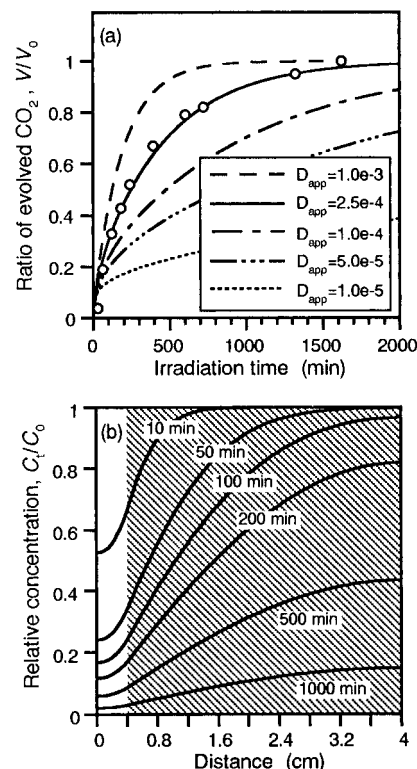 (a)
Ratio of evolved CO2 , V/V0
1
0.8
0.6
0.4
0.2
0
Dapp=1.0e-3
Dapp=2.5e-4
Dapp=1.0e-4
Dapp=5.0e-5
Dapp=1.0e-5
0 500 1000 1500 2000
Irradiation time (min)
(b)
Relative concentration, Ct/C0
1
0.8
0.6
0.4
0.2
0
10 min
50 min
100 min
200 min
500 min
1000 min
0 0.8 1.6 2.4 3.2 4
Distance (cm)